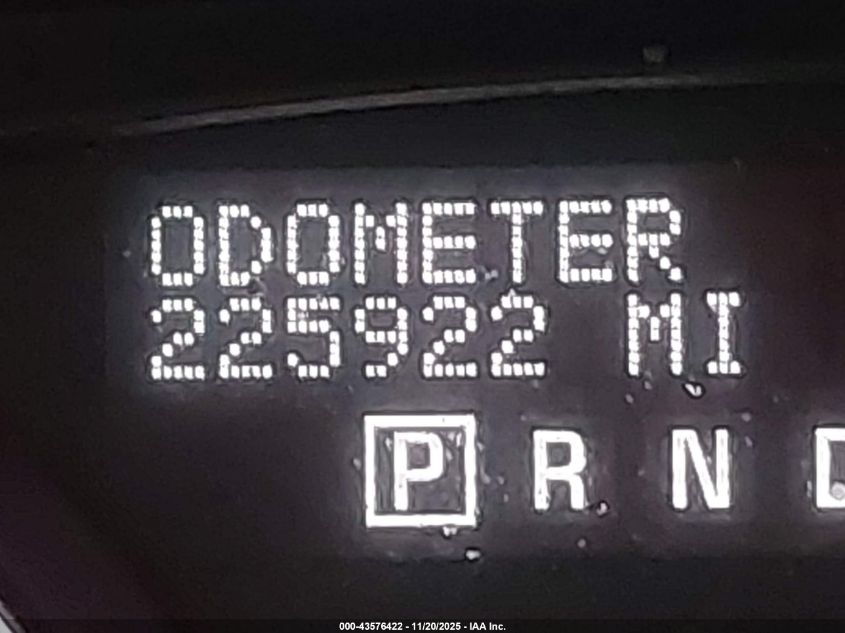 ODOMETER
225922 MI
P R N
000-43576422 - 11/20/2025 - IAA Inc.